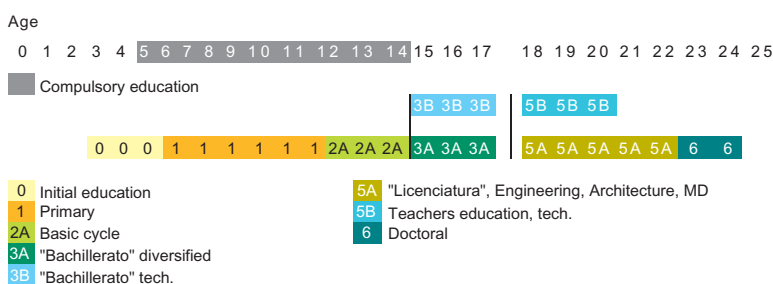 Age
0 1 2 3 4 5 6 7 8 9 10 11 12 13 14 15 16 17 18 19 20 21 22 23 24 25
Compulsory education
3B 3B 3B 5B 5B 5B
0 0 0 1 1 1 1 1 1 2A 2A 2A 3A 3A 3A 5A 5A 5A 5A 5A 6 6
0 Initial education
1 Primary
2A Basic cycle
3A "Bachillerato" diversified
3B "Bachillerato" tech.
5A "Licenciatura", Engineering, Architecture, MD
5B Teachers education, tech.
6 Doctoral